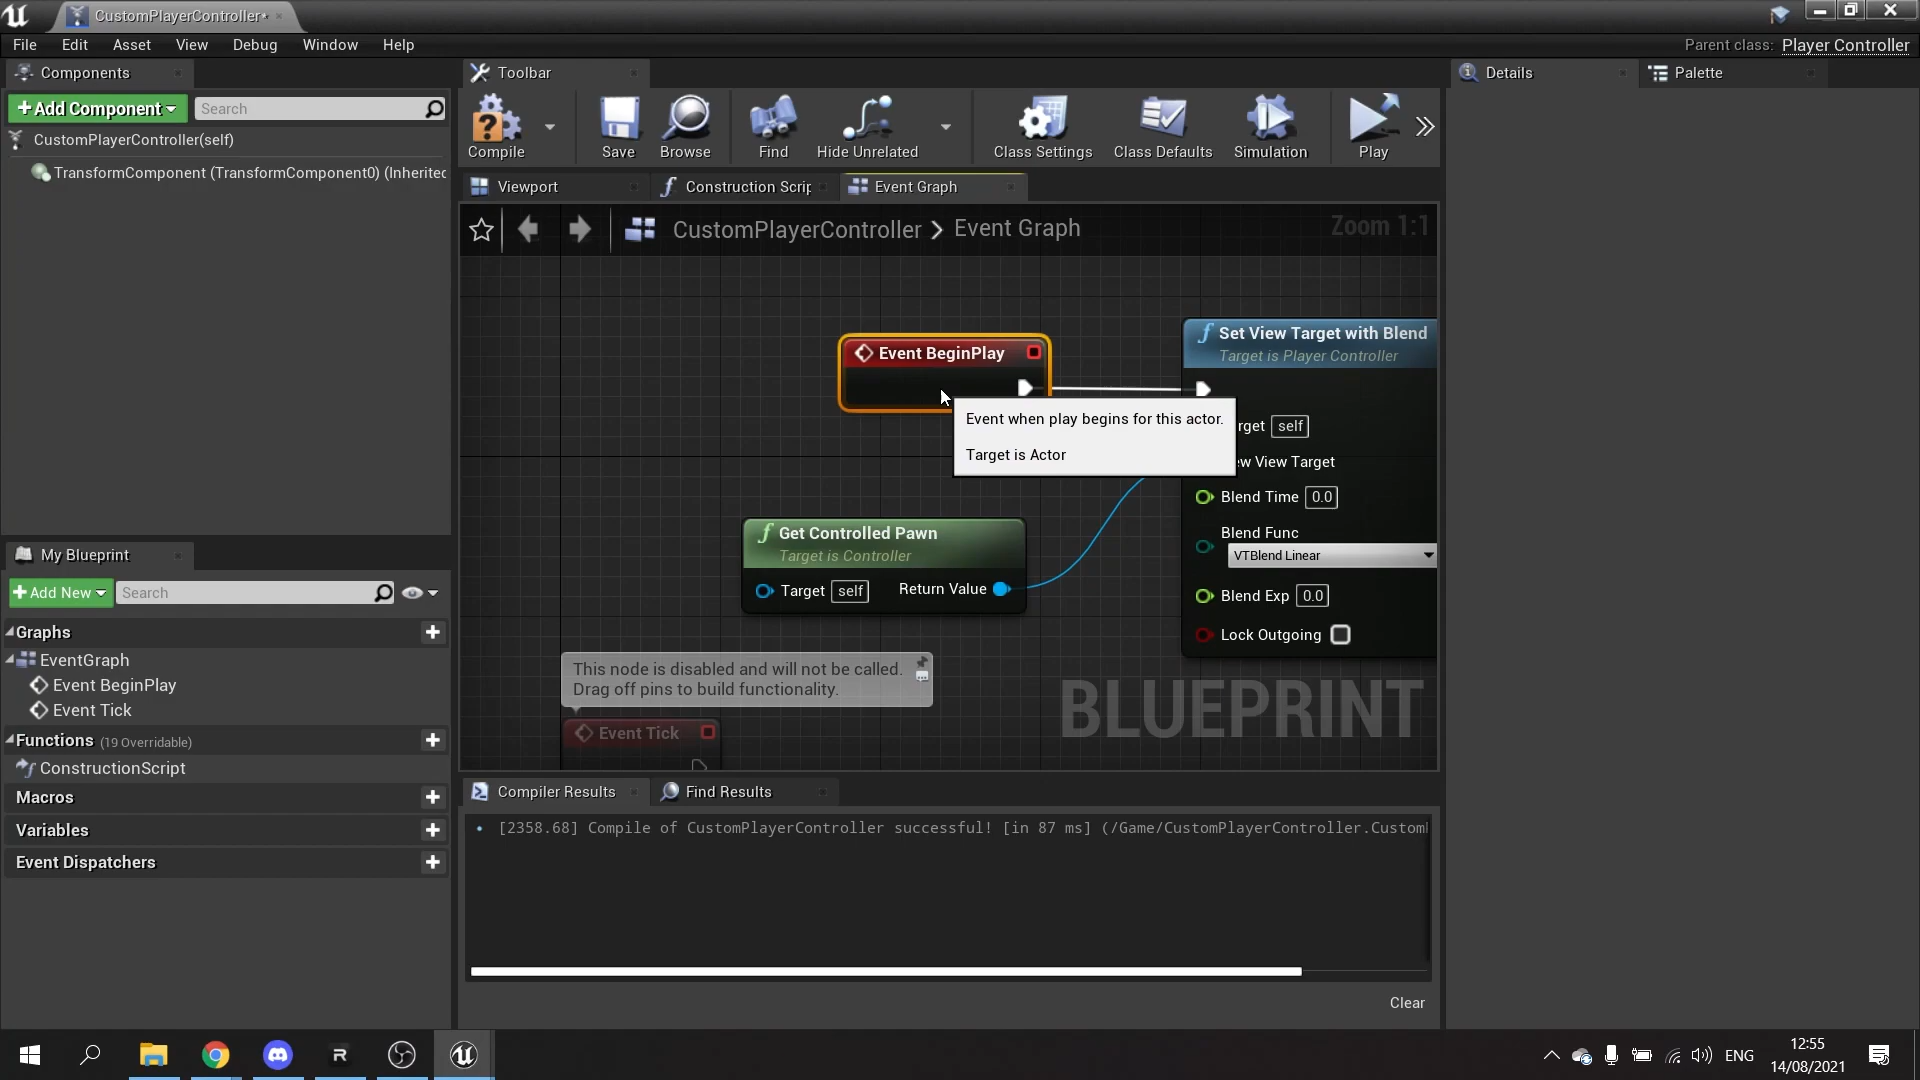 CustomPlayerController*
File Edit Asset View Debug Window Help
Parent class: Player Controller
Components
Add Component
Search
CustomPlayerController(self)
TransformComponent (TransformComponent0) (Inherited
Toolbar
Compile
Save
Browse
Find
Hide Unrelated
Class Settings
Class Defaults
Simulation
Play
Details
Palette
Viewport
Construction Scrip
Event Graph
CustomPlayerController > Event Graph
Zoom 1:1
Event BeginPlay
Event when play begins for this actor.
Target is Actor
Set View Target with Blend
Target is Player Controller
rget self
ew View Target
Blend Time 0.0
Blend Func
VTBlend Linear
Blend Exp 0.0
Lock Outgoing
Get Controlled Pawn
Target is Controller
Target self
Return Value
This node is disabled and will not be called.
Drag off pins to build functionality.
Event Tick
BLUEPRINT
My Blueprint
Add New
Search
Graphs
EventGraph
Event BeginPlay
Event Tick
Functions (19 Overridable)
ConstructionScript
Macros
Variables
Event Dispatchers
Compiler Results
Find Results
[2358.68] Compile of CustomPlayerController successful! [in 87 ms] (/Game/CustomPlayerController.Custom
Clear
ENG
12:55
14/08/2021